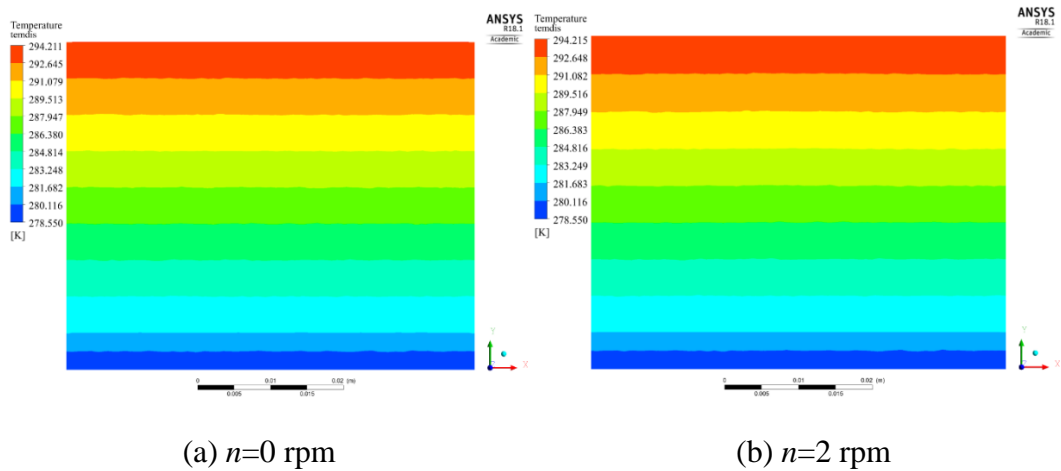 Temperature
temdis
294.211
292.645
291.079
289.513
287.947
286.380
284.814
283.248
281.682
280.116
278.550
[K]
ANSYS
R18.1
Academic
Y
X
0 0.01 0.02 (m)
0.005 0.015
(a) n=0 rpm
Temperature
temdis
294.215
292.648
291.082
289.516
287.949
286.383
284.816
283.249
281.683
280.116
278.550
[K]
ANSYS
R18.1
Academic
Y
X
0 0.01 0.02 (m)
0.005 0.015
(b) n=2 rpm